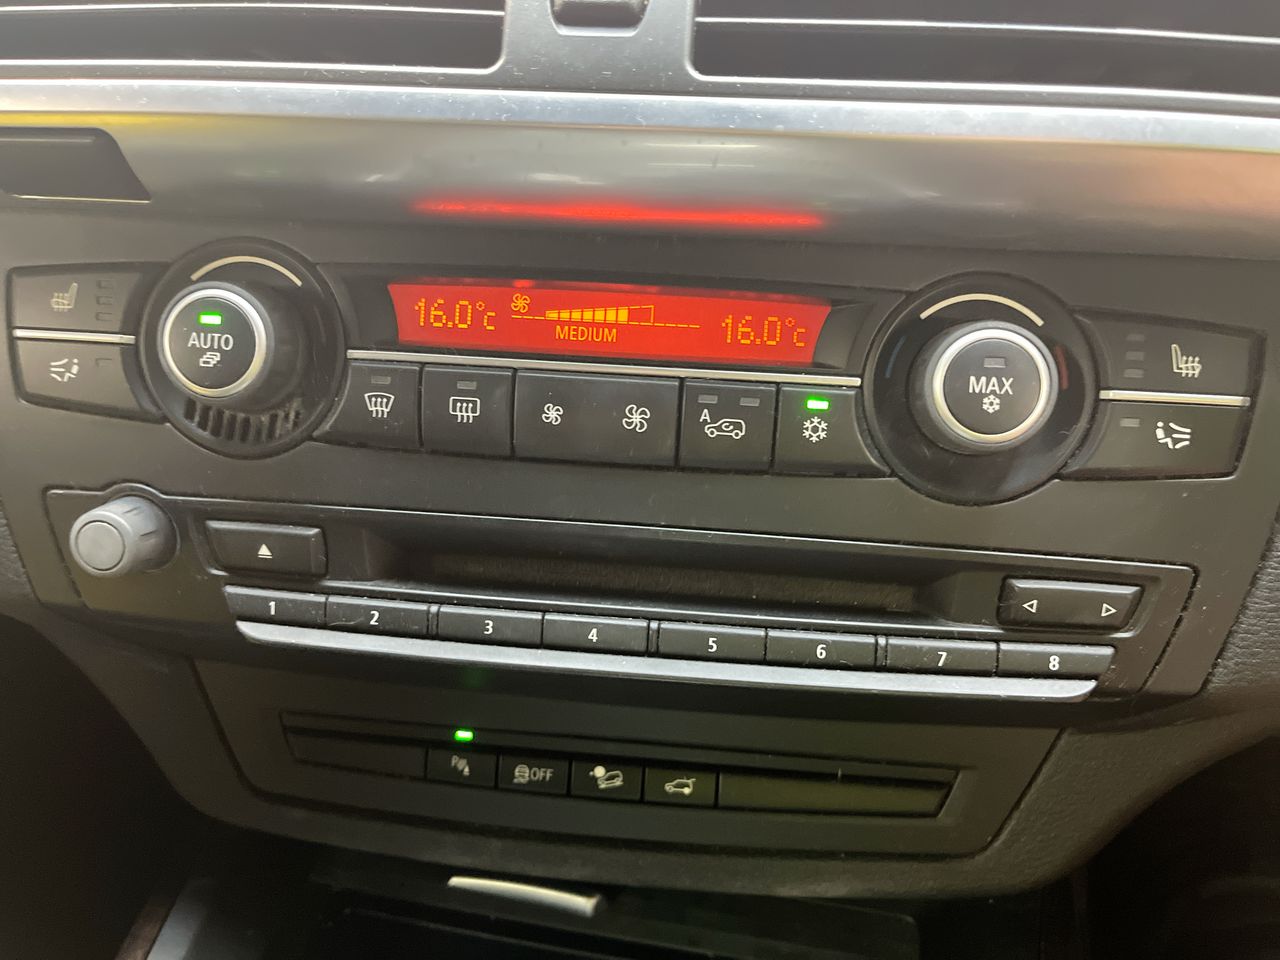 16.0°c
MEDIUM
16.0°c
AUTO
MAX
A
1 2 3 4 5 6 7 8
P
OFF